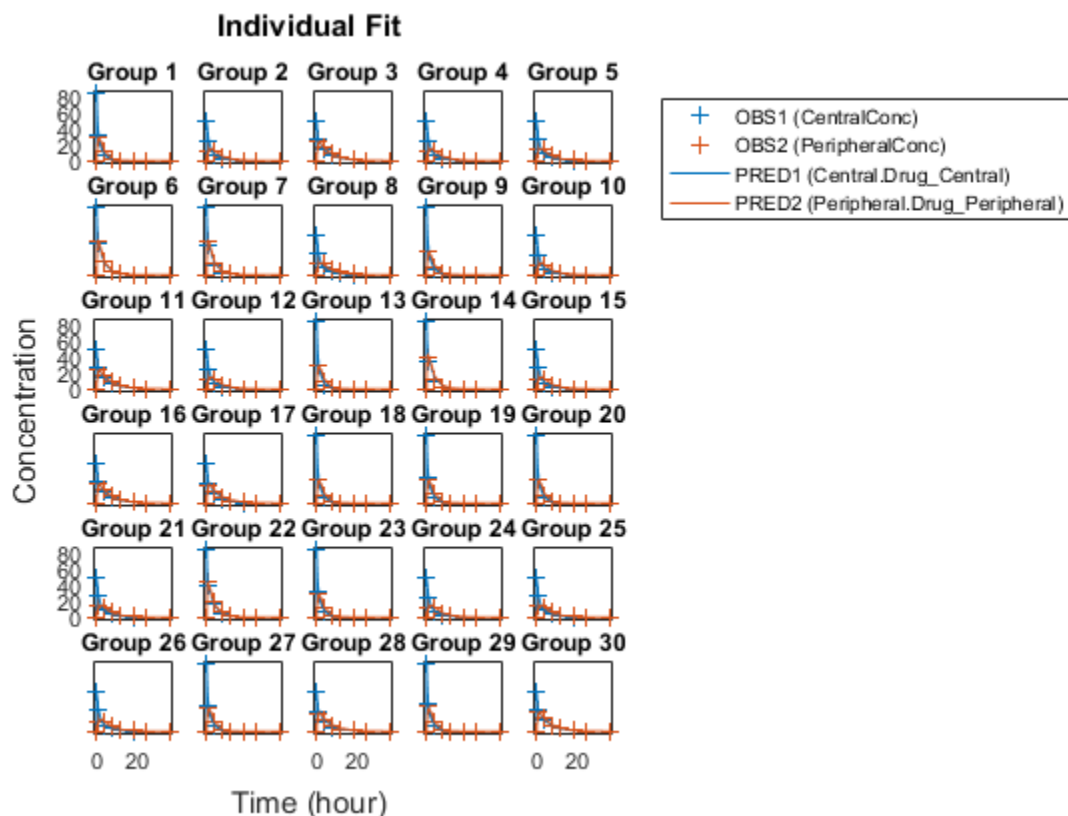 Individual Fit
Group 1 Group 2 Group 3 Group 4 Group 5
80
60
40
20
0
Group 6 Group 7 Group 8 Group 9 Group 10
Group 11 Group 12 Group 13 Group 14 Group 15
80
60
40
20
0
Group 16 Group 17 Group 18 Group 19 Group 20
Group 21 Group 22 Group 23 Group 24 Group 25
80
60
40
20
0
Group 26 Group 27 Group 28 Group 29 Group 30
0 20 0 20 0 20
Concentration
Time (hour)
OBS1 (CentralConc)
OBS2 (PeripheralConc)
PRED1 (Central.Drug_Central)
PRED2 (Peripheral.Drug_Peripheral)